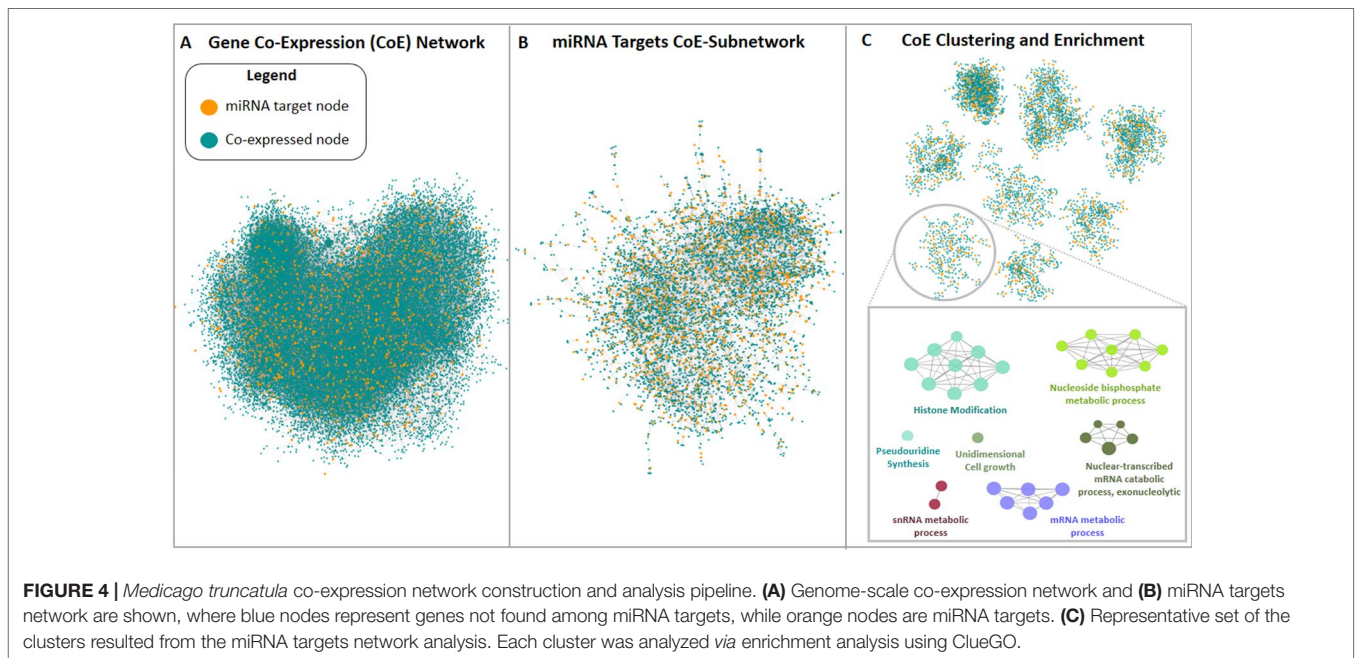 A Gene Co-Expression (CoE) Network
Legend
miRNA target node
Co-expressed node
B miRNA Targets CoE-Subnetwork
C CoE Clustering and Enrichment
Histone Modification
Nucleoside bisphosphate
metabolic process
Pseudouridine
Synthesis
Unidimensional
Cell growth
Nuclear-transcribed
mRNA catabolic
process, exonucleolytic
snRNA metabolic
process
mRNA metabolic
process
FIGURE 4 | Medicago truncatula co-expression network construction and analysis pipeline. (A) Genome-scale co-expression network and (B) miRNA targets
network are shown, where blue nodes represent genes not found among miRNA targets, while orange nodes are miRNA targets. (C) Representative set of the
clusters resulted from the miRNA targets network analysis. Each cluster was analyzed via enrichment analysis using ClueGO.